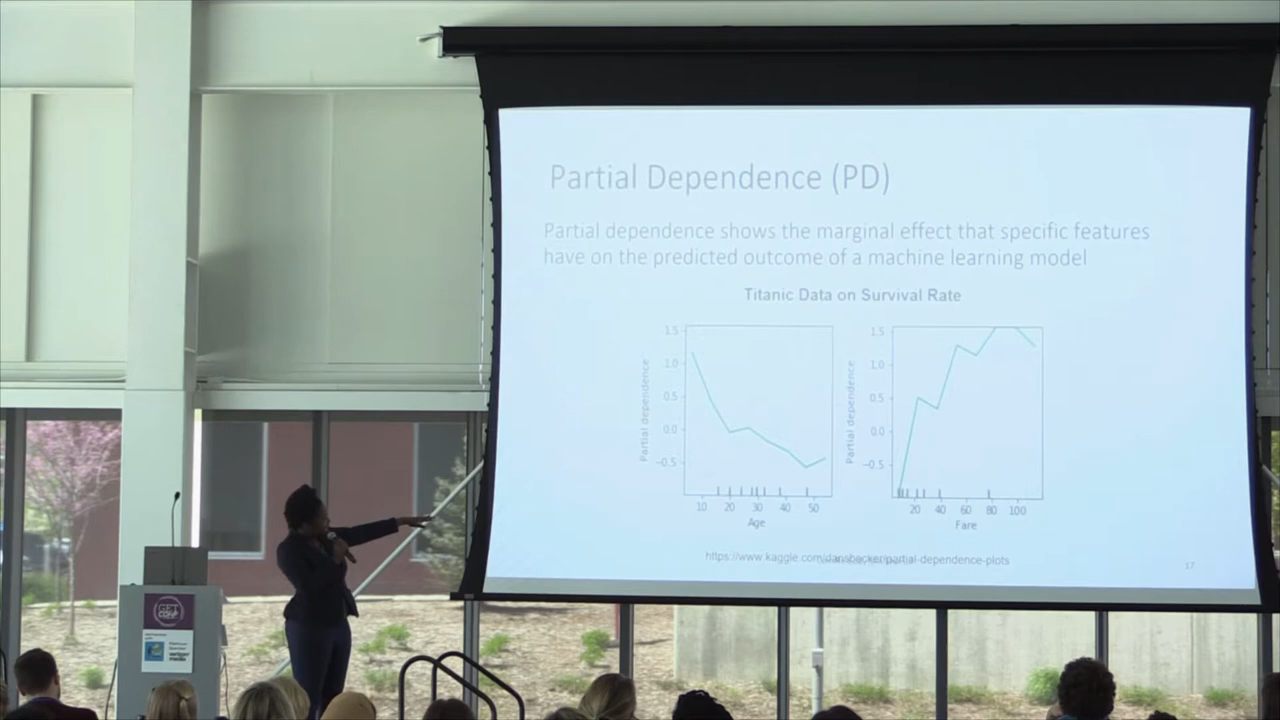 Partial Dependence (PD)
Partial dependence shows the marginal effect that specific features
have on the predicted outcome of a machine learning model
Titanic Data on Survival Rate
Partial dependence
1.5
1.0
0.5
0.0
−0.5
10 20 30 40 50
Age
Partial dependence
1.5
1.0
0.5
0.0
−0.5
20 40 60 80 100
Fare
https://www.kaggle.com/dansbecker/partial-dependence-plots
17
GET
CONF
media